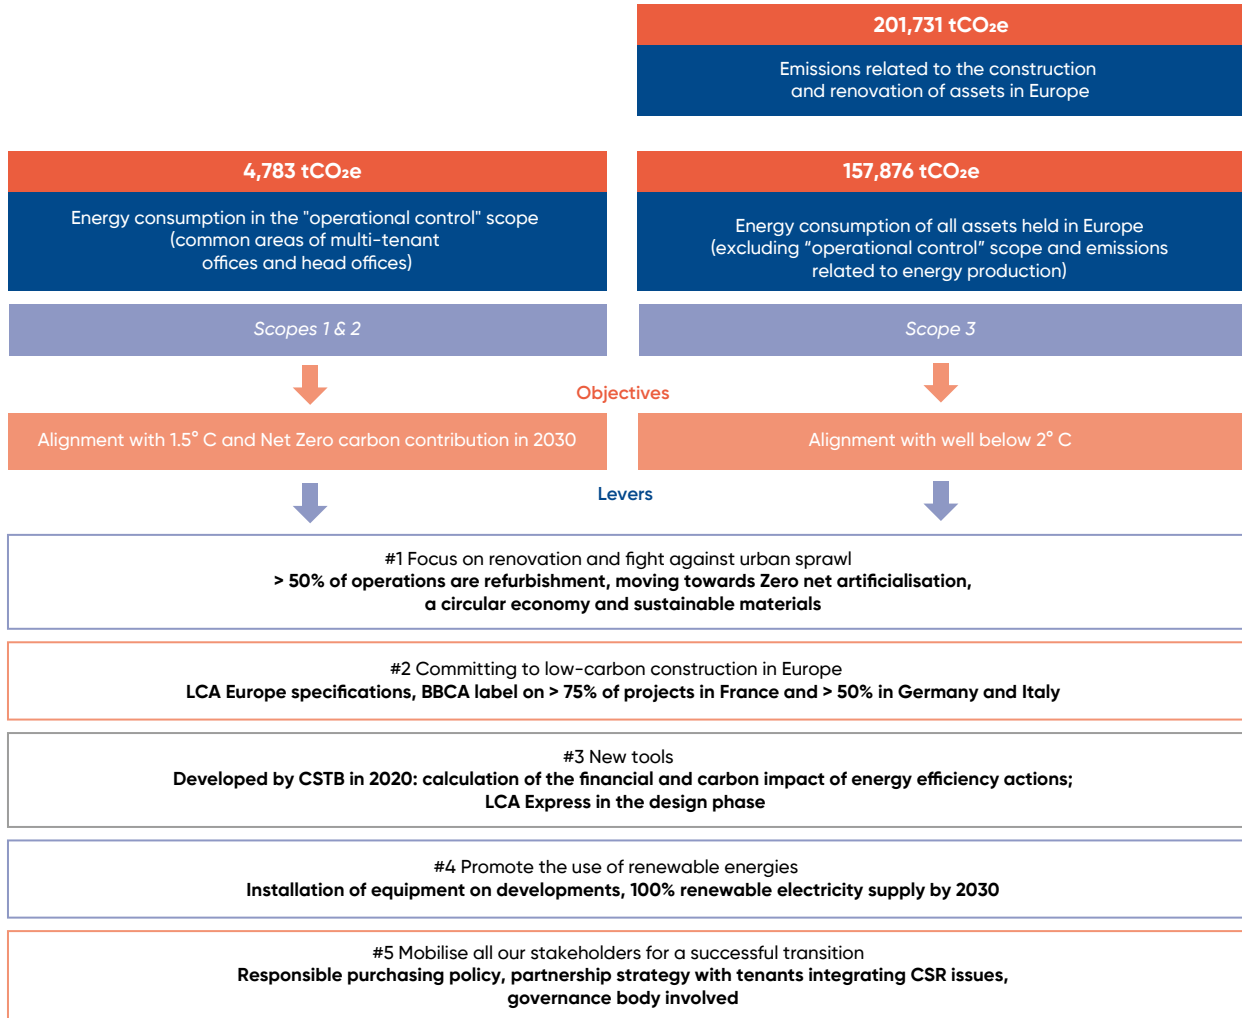 201,731 tCO₂e
Emissions related to the construction
and renovation of assets in Europe
4,783 tCO₂e
Energy consumption in the "operational control" scope
(common areas of multi-tenant
offices and head offices)
157,876 tCO₂e
Energy consumption of all assets held in Europe
(excluding “operational control” scope and emissions
related to energy production)
Scopes 1 & 2
Scope 3
Objectives
Alignment with 1.5° C and Net Zero carbon contribution in 2030
Alignment with well below 2° C
Levers
#1 Focus on renovation and fight against urban sprawl
> 50% of operations are refurbishment, moving towards Zero net artificialisation,
a circular economy and sustainable materials
#2 Committing to low-carbon construction in Europe
LCA Europe specifications, BBCA label on > 75% of projects in France and > 50% in Germany and Italy
#3 New tools
Developed by CSTB in 2020: calculation of the financial and carbon impact of energy efficiency actions;
LCA Express in the design phase
#4 Promote the use of renewable energies
Installation of equipment on developments, 100% renewable electricity supply by 2030
#5 Mobilise all our stakeholders for a successful transition
Responsible purchasing policy, partnership strategy with tenants integrating CSR issues,
governance body involved